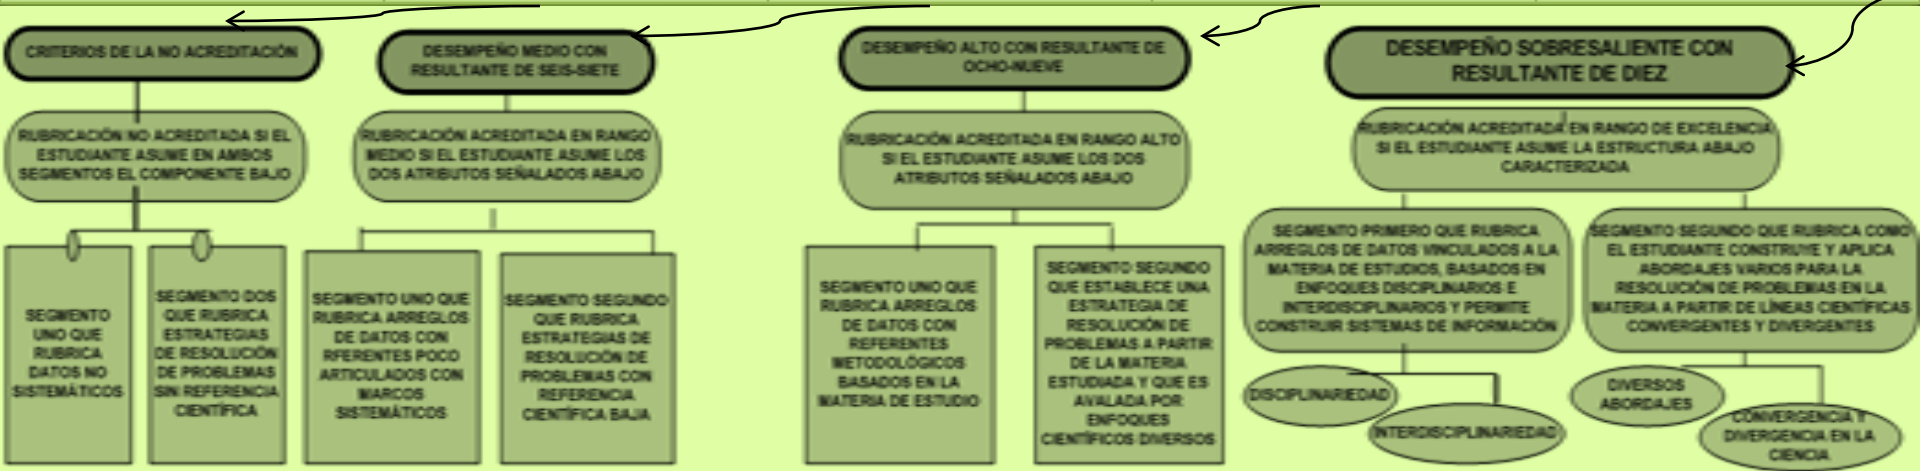 CRITERIOS DE LA NO ACREDITACIÓN
RUBRICACIÓN NO ACREDITADA SI EL
ESTUDIANTE ASUME EN AMBOS
SEGMENTOS EL COMPONENTE BAJO
SEGMENTO
UNO QUE
RUBRICA
DATOS NO
SISTEMÁTICOS
SEGMENTO DOS
QUE RUBRICA
ESTRATEGIAS
DE RESOLUCIÓN
DE PROBLEMAS
SIN REFERENCIA
CIENTÍFICA
DESEMPEÑO MEDIO CON
RESULTANTE DE SEIS-SIETE
RUBRICACIÓN ACREDITADA EN RANGO
MEDIO SI EL ESTUDIANTE ASUME LOS
DOS ATRIBUTOS SEÑALADOS ABAJO
SEGMENTO UNO QUE
RUBRICA ARREGLOS
DE DATOS CON
RFERENTES POCO
ARTICULADOS CON
MARCOS
SISTEMÁTICOS
SEGMENTO SEGUNDO
QUE RUBRICA
ESTRATEGIAS DE
RESOLUCIÓN DE
PROBLEMAS CON
REFERENCIA
CIENTÍFICA BAJA
DESEMPEÑO ALTO CON RESULTANTE DE
OCHO-NUEVE
RUBRICACIÓN ACREDITADA EN RANGO ALTO
SI EL ESTUDIANTE ASUME LOS DOS
ATRIBUTOS SEÑALADOS ABAJO
SEGMENTO UNO QUE
RUBRICA ARREGLOS
DE DATOS CON
REFERENTES
METODOLÓGICOS
BASADOS EN LA
MATERIA DE ESTUDIO
SEGMENTO SEGUNDO
QUE ESTABLECE UNA
ESTRATEGIA DE
RESOLUCIÓN DE
PROBLEMAS A PARTIR
DE LA MATERIA
ESTUDIADA Y QUE ES
AVALADA POR
ENFOQUES
CIENTÍFICOS DIVERSOS
DESEMPEÑO SOBRESALIENTE CON
RESULTANTE DE DIEZ
RUBRICACIÓN ACREDITADA EN RANGO DE EXCELENCIA
SI EL ESTUDIANTE ASUME LA ESTRUCTURA ABAJO
CARACTERIZADA
SEGMENTO PRIMERO QUE RUBRICA
ARREGLOS DE DATOS VINCULADOS A LA
MATERIA DE ESTUDIOS, BASADOS EN
ENFOQUES DISCIPLINARIOS E
INTERDISCIPLINARIOS Y PERMITE
CONSTRUIR SISTEMAS DE INFORMACIÓN
DISCIPLINARIEDAD
INTERDISCIPLINARIEDAD
SEGMENTO SEGUNDO QUE RUBRICA COMO
EL ESTUDIANTE CONSTRUYE Y APLICA
ABORDAJES VARIOS PARA LA
RESOLUCIÓN DE PROBLEMAS EN LA
MATERIA A PARTIR DE LÍNEAS CIENTÍFICAS
CONVERGENTES Y DIVERGENTES
DIVERSOS
ABORDAJES
CONVERGENCIA Y
DIVERGENCIA EN LA
CIENCIA